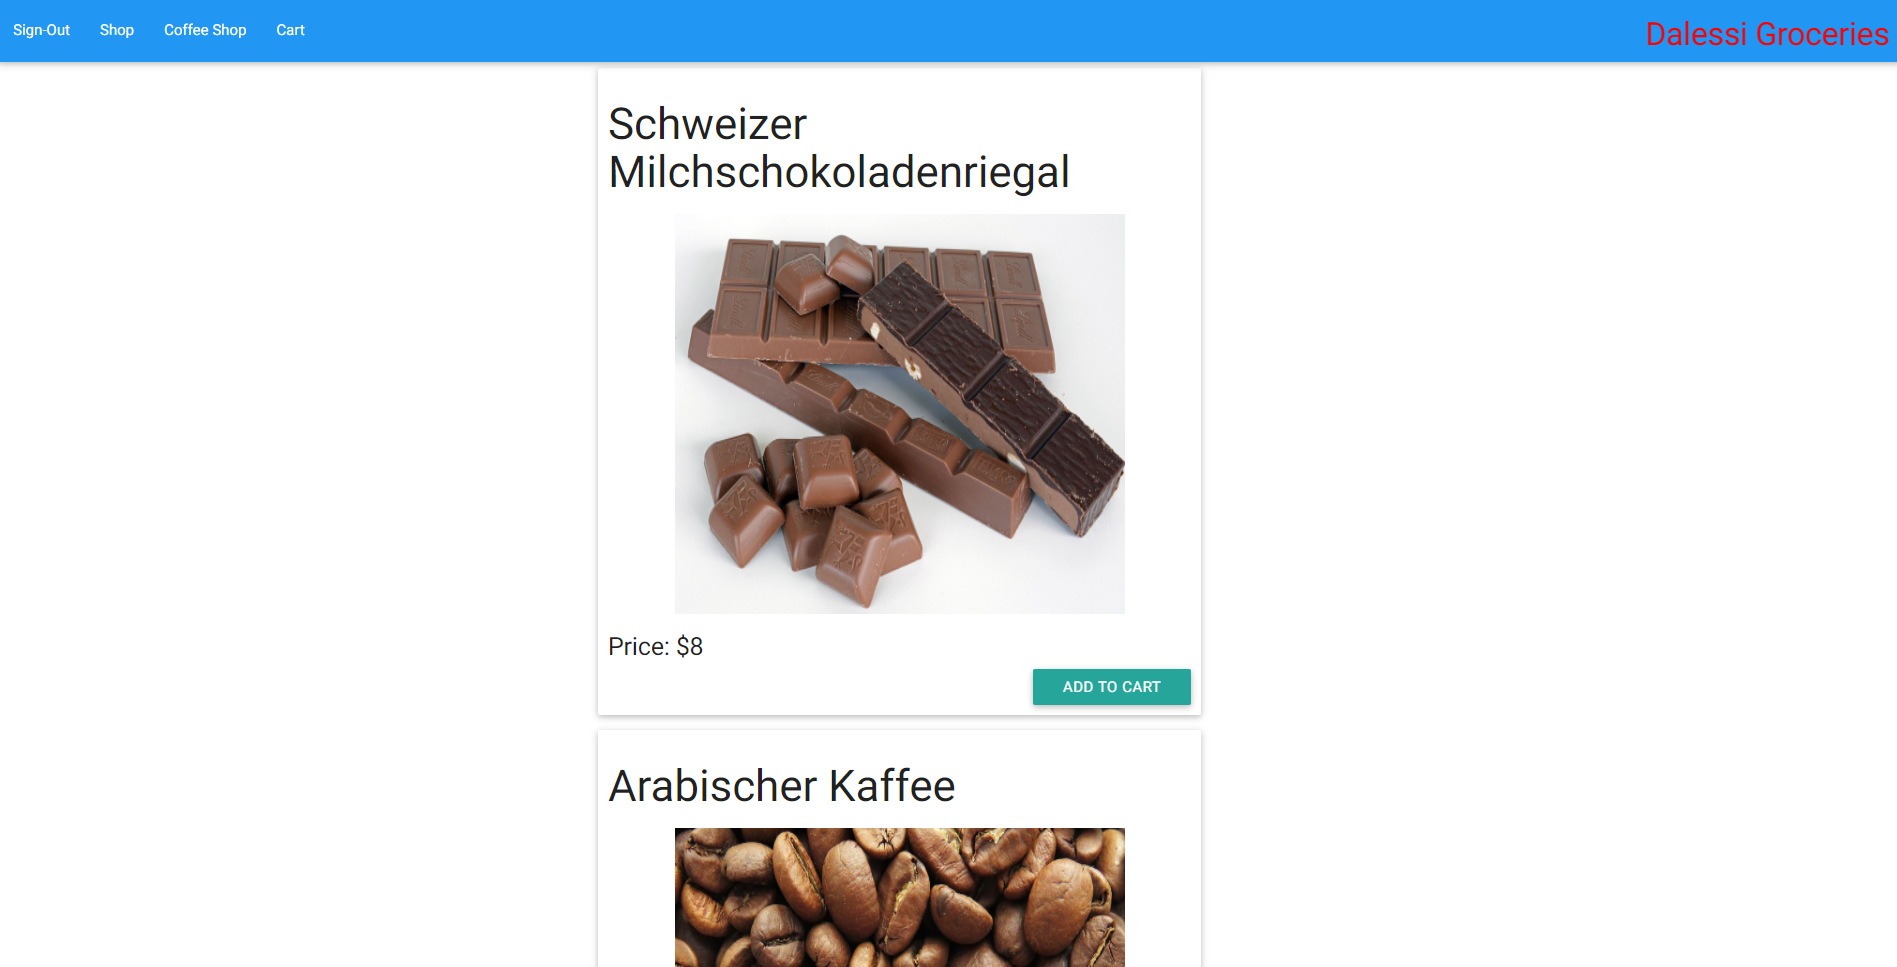 Sign-Out Shop Coffee Shop Cart Dalessi Groceries
Schweizer
Milchschokoladenriegal
Price: $8
ADD TO CART
Arabischer Kaffee